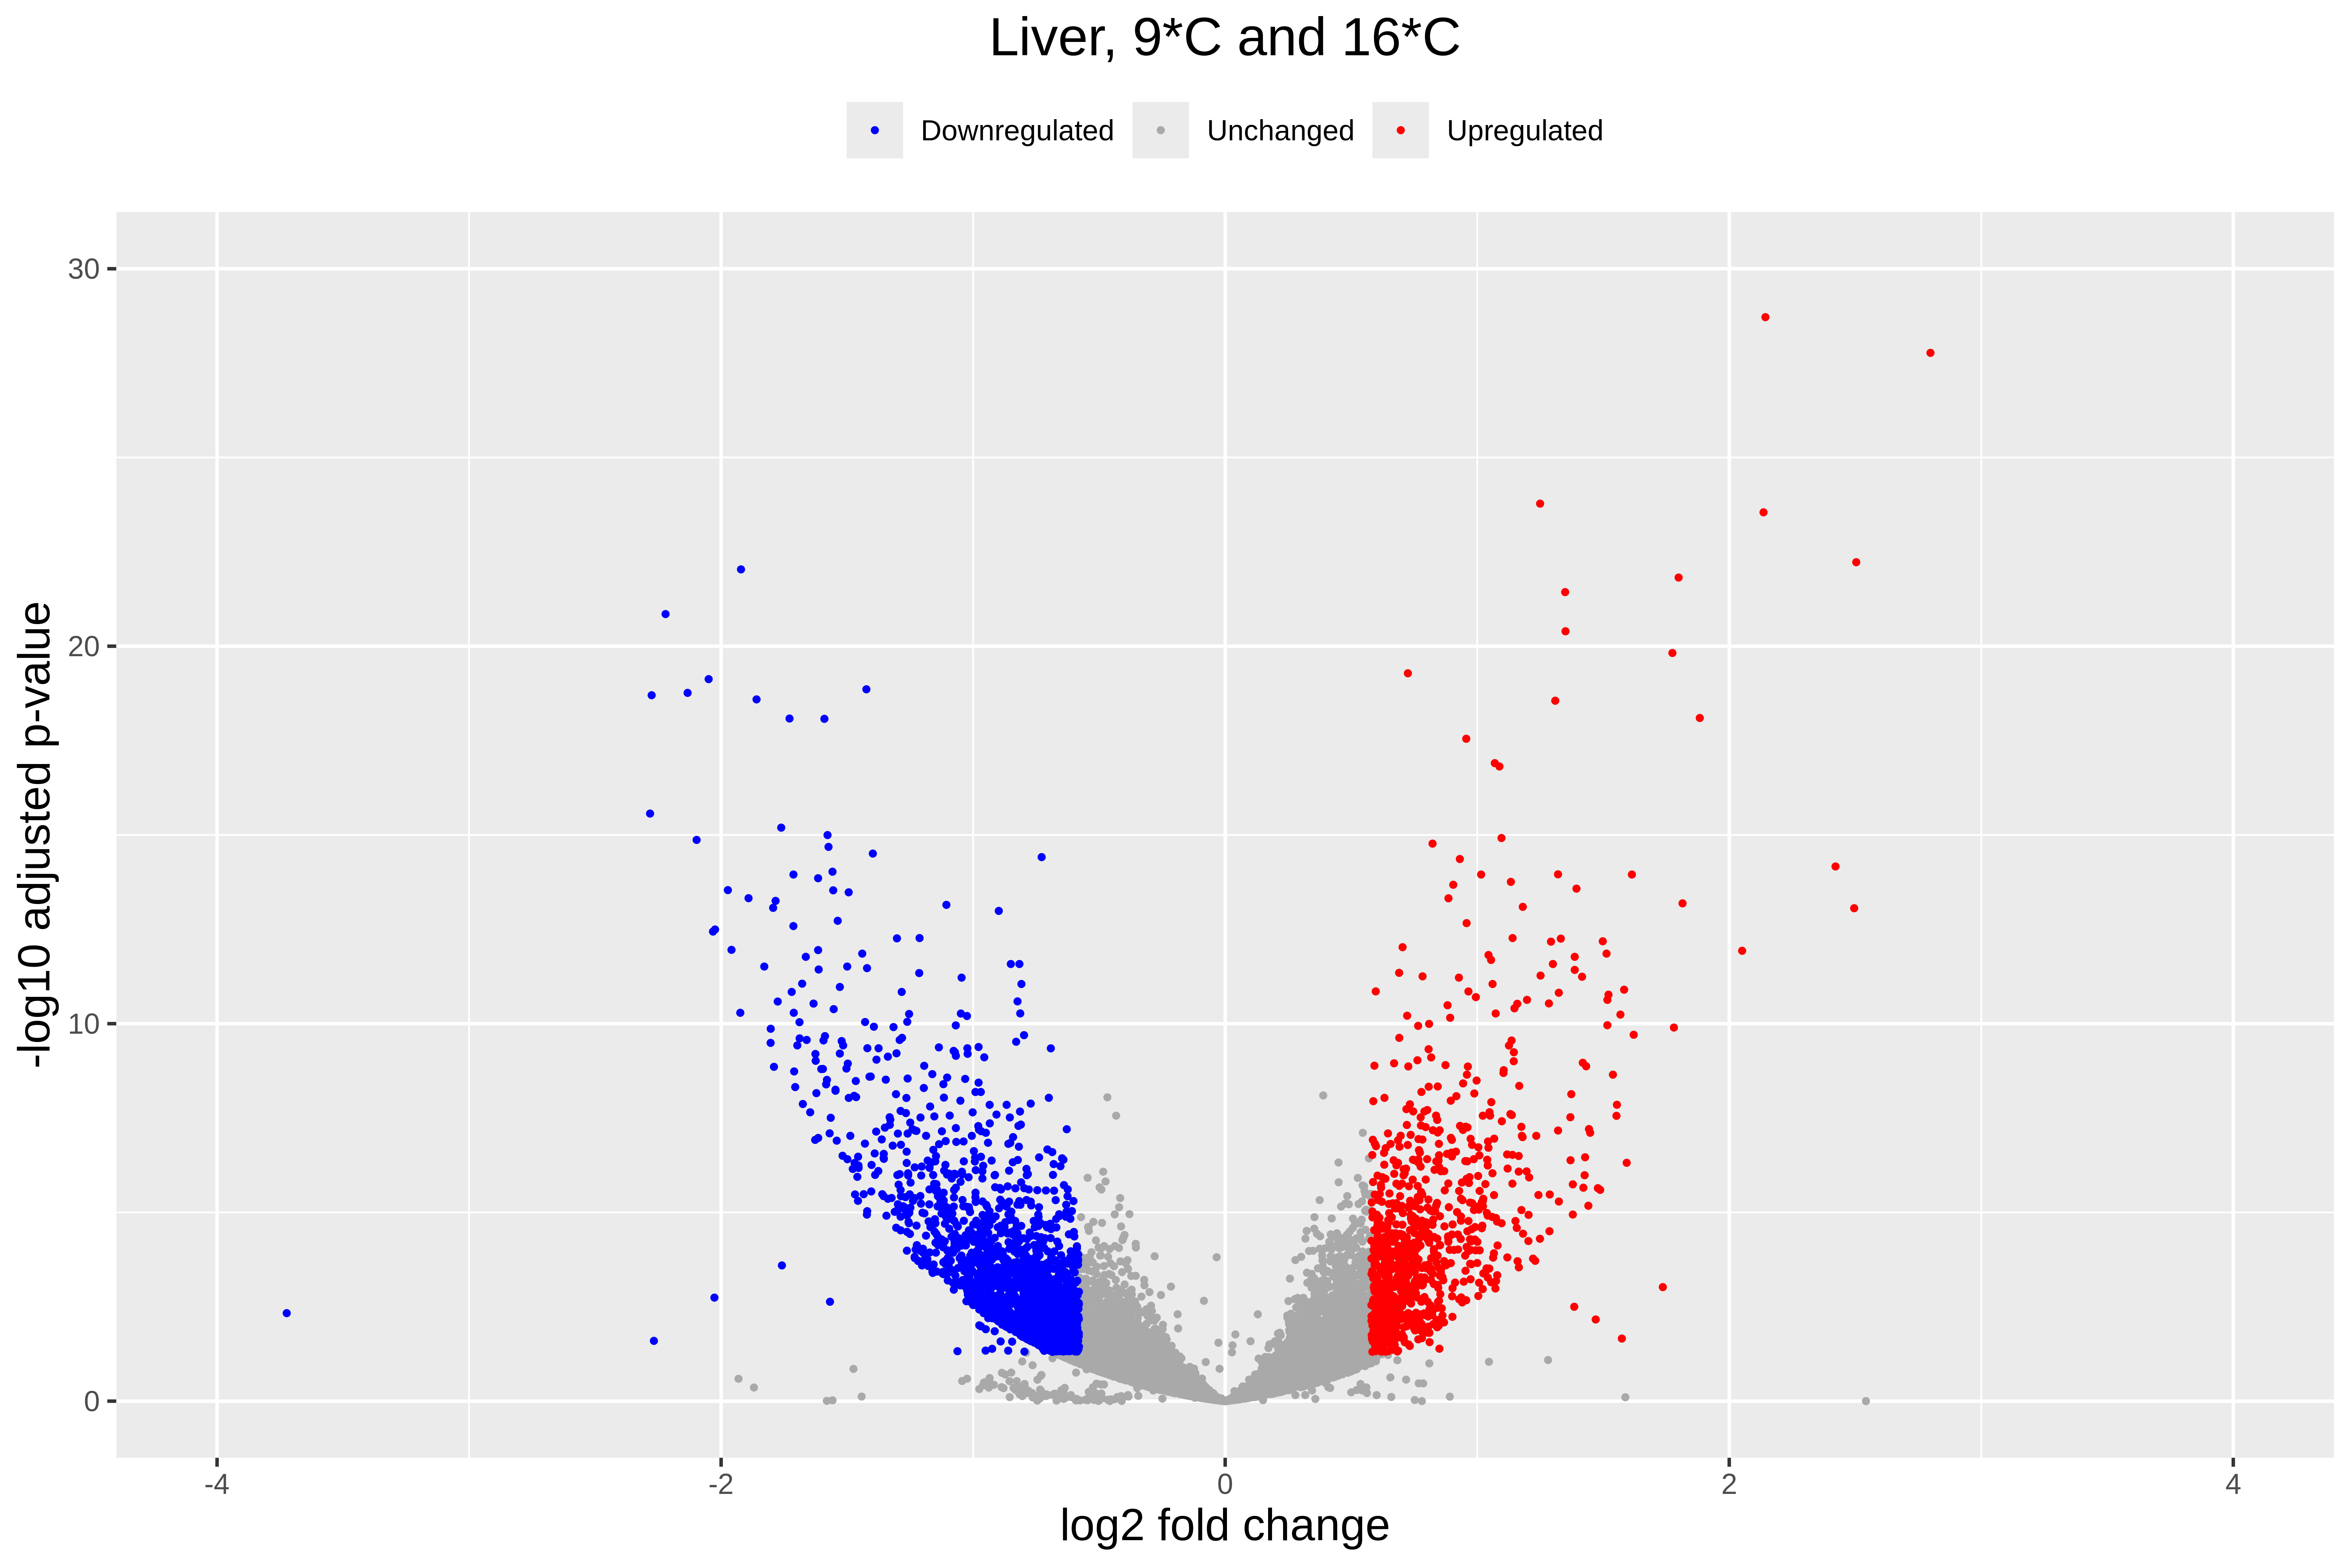 Liver, 9*C and 16*C
Downregulated Unchanged Upregulated
-log10 adjusted p-value
30
20
10
0
-4 -2 0 2 4
log2 fold change